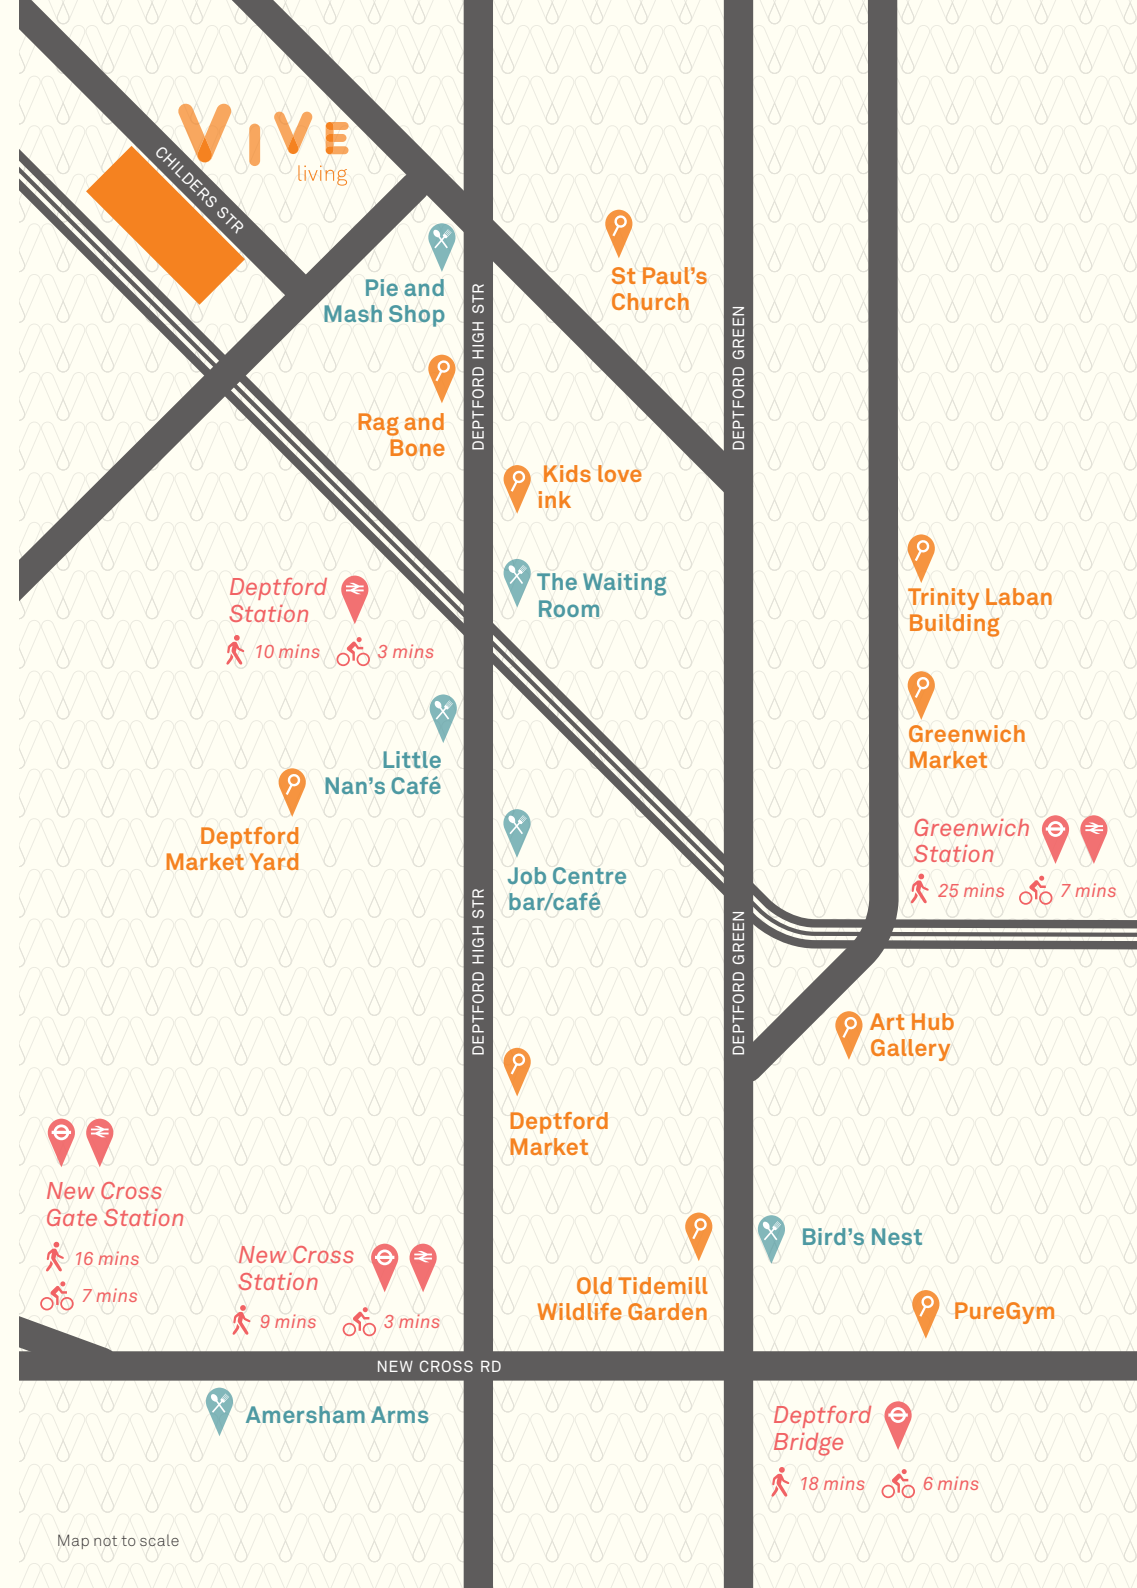 VIVE
living
CHILDERS STR
Pie and
Mash Shop
DEPTFORD HIGH STR
St Paul's
Church
DEPTFORD GREEN
Rag and
Bone
Kids love
ink
The Waiting
Room
Deptford
Station
10 mins 3 mins
Trinity Laban
Building
Greenwich
Market
Little
Nan's Café
Deptford
Market Yard
Job Centre
bar/café
Greenwich
Station
25 mins 7 mins
DEPTFORD HIGH STR
DEPTFORD GREEN
Art Hub
Gallery
Deptford
Market
New Cross
Gate Station
16 mins
7 mins
New Cross
Station
9 mins 3 mins
Old Tidemill
Wildlife Garden
Bird's Nest
PureGym
NEW CROSS RD
Amersham Arms
Deptford
Bridge
18 mins 6 mins
Map not to scale